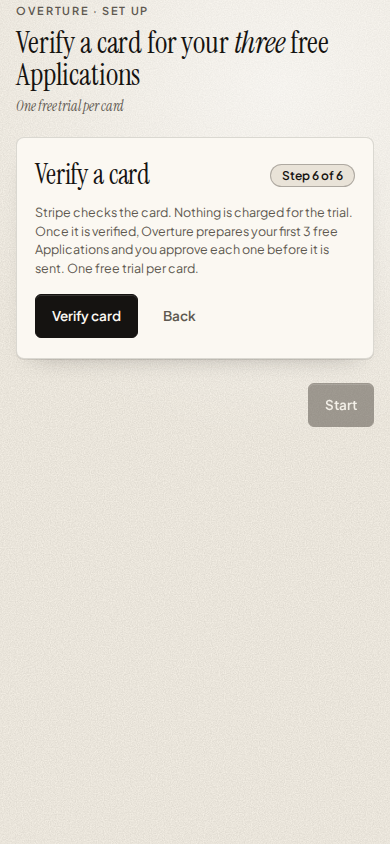 OVERTURE · SET UP
Verify a card for your three free
Applications
One free trial per card
Verify a card
Step 6 of 6
Stripe checks the card. Nothing is charged for the trial.
Once it is verified, Overture prepares your first 3 free
Applications and you approve each one before it is
sent. One free trial per card.
Verify card
Back
Start